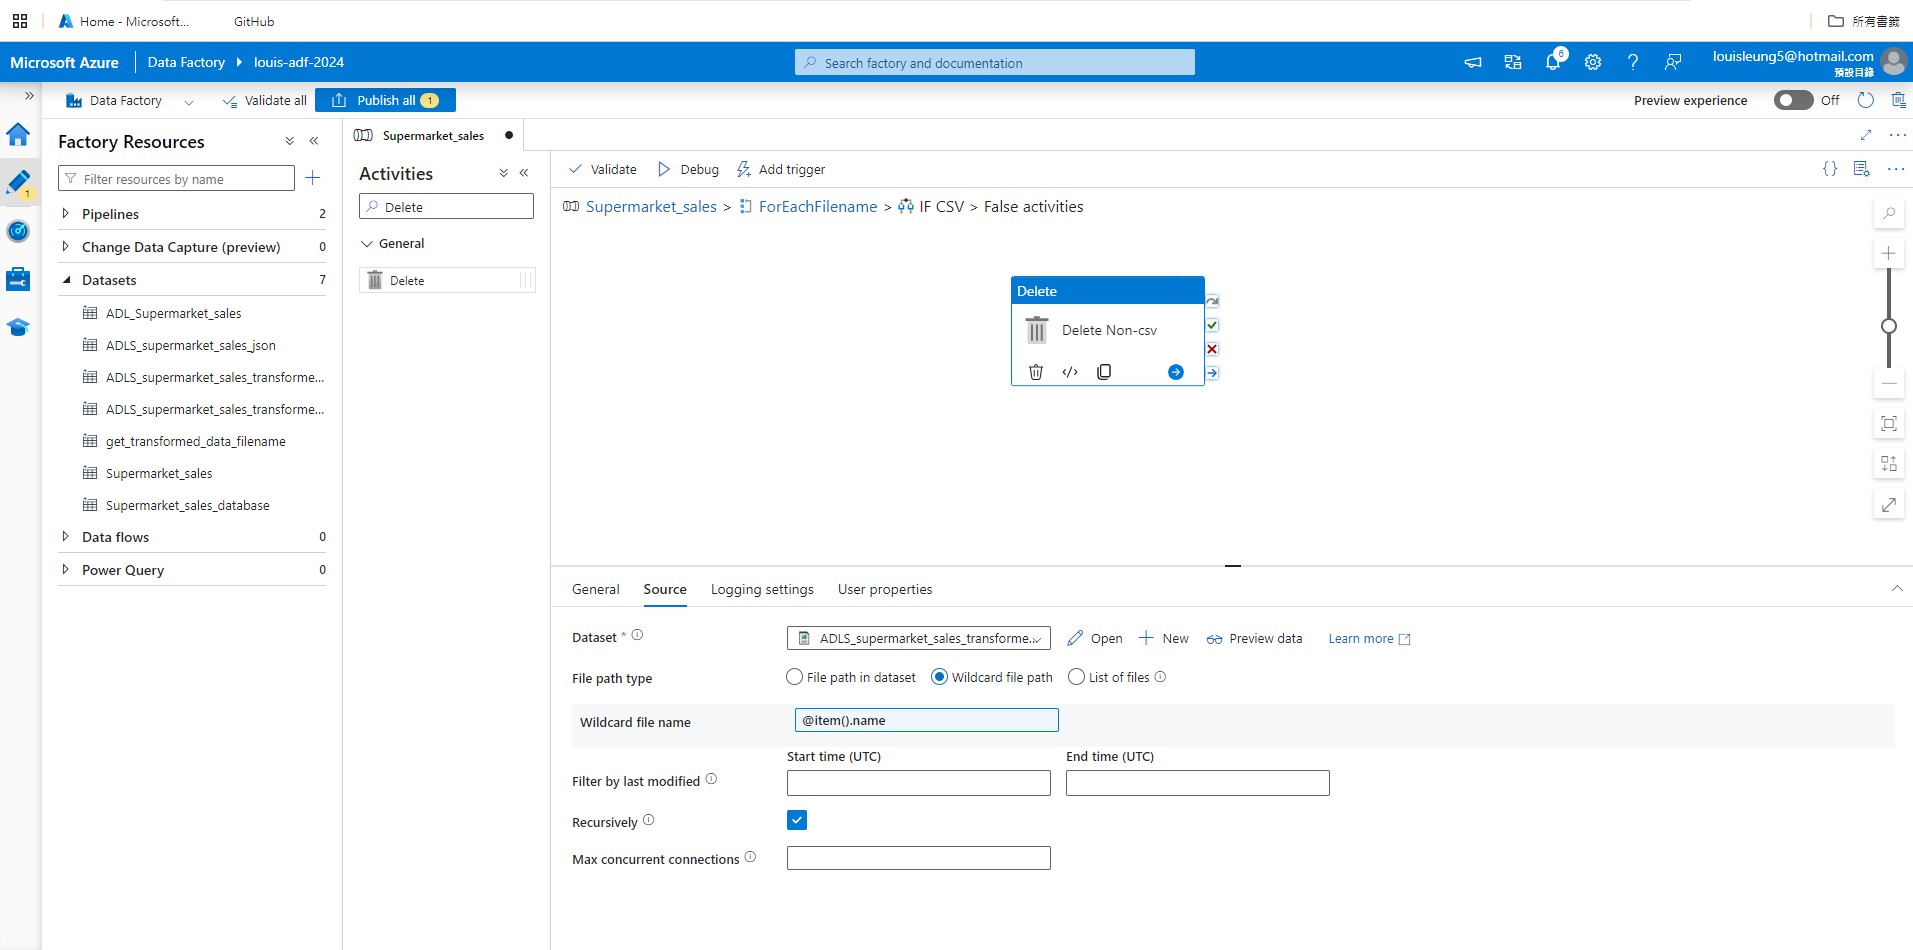 Home - Microsoft...
GitHub
所有書籤
Microsoft Azure
Data Factory
louis-adf-2024
Search factory and documentation
6
louisleung5@hotmail.com
預設目錄
Data Factory
Validate all
Publish all 1
Preview experience
Off
1
Factory Resources
Filter resources by name
Pipelines 2
Change Data Capture (preview) 0
Datasets 7
ADL_Supermarket_sales
ADLS_supermarket_sales_json
ADLS_supermarket_sales_transforme...
ADLS_supermarket_sales_transforme...
get_transformed_data_filename
Supermarket_sales
Supermarket_sales_database
Data flows 0
Power Query 0
Supermarket_sales
Activities
Delete
General
Delete
Validate
Debug
Add trigger
Supermarket_sales > ForEachFilename > IF CSV > False activities
Delete
Delete Non-csv
General
Source
Logging settings
User properties
Dataset *
ADLS_supermarket_sales_transforme...
Open
New
Preview data
Learn more
File path type
File path in dataset
Wildcard file path
List of files
Wildcard file name
@item().name
Start time (UTC)
End time (UTC)
Filter by last modified
Recursively
Max concurrent connections